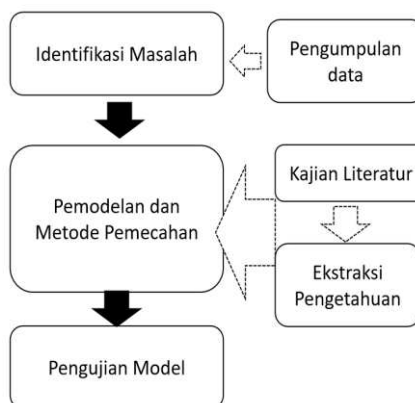 Identifikasi Masalah
Pengumpulan
data
Pemodelan dan
Metode Pemecahan
Kajian Literatur
Ekstraksi
Pengetahuan
Pengujian Model